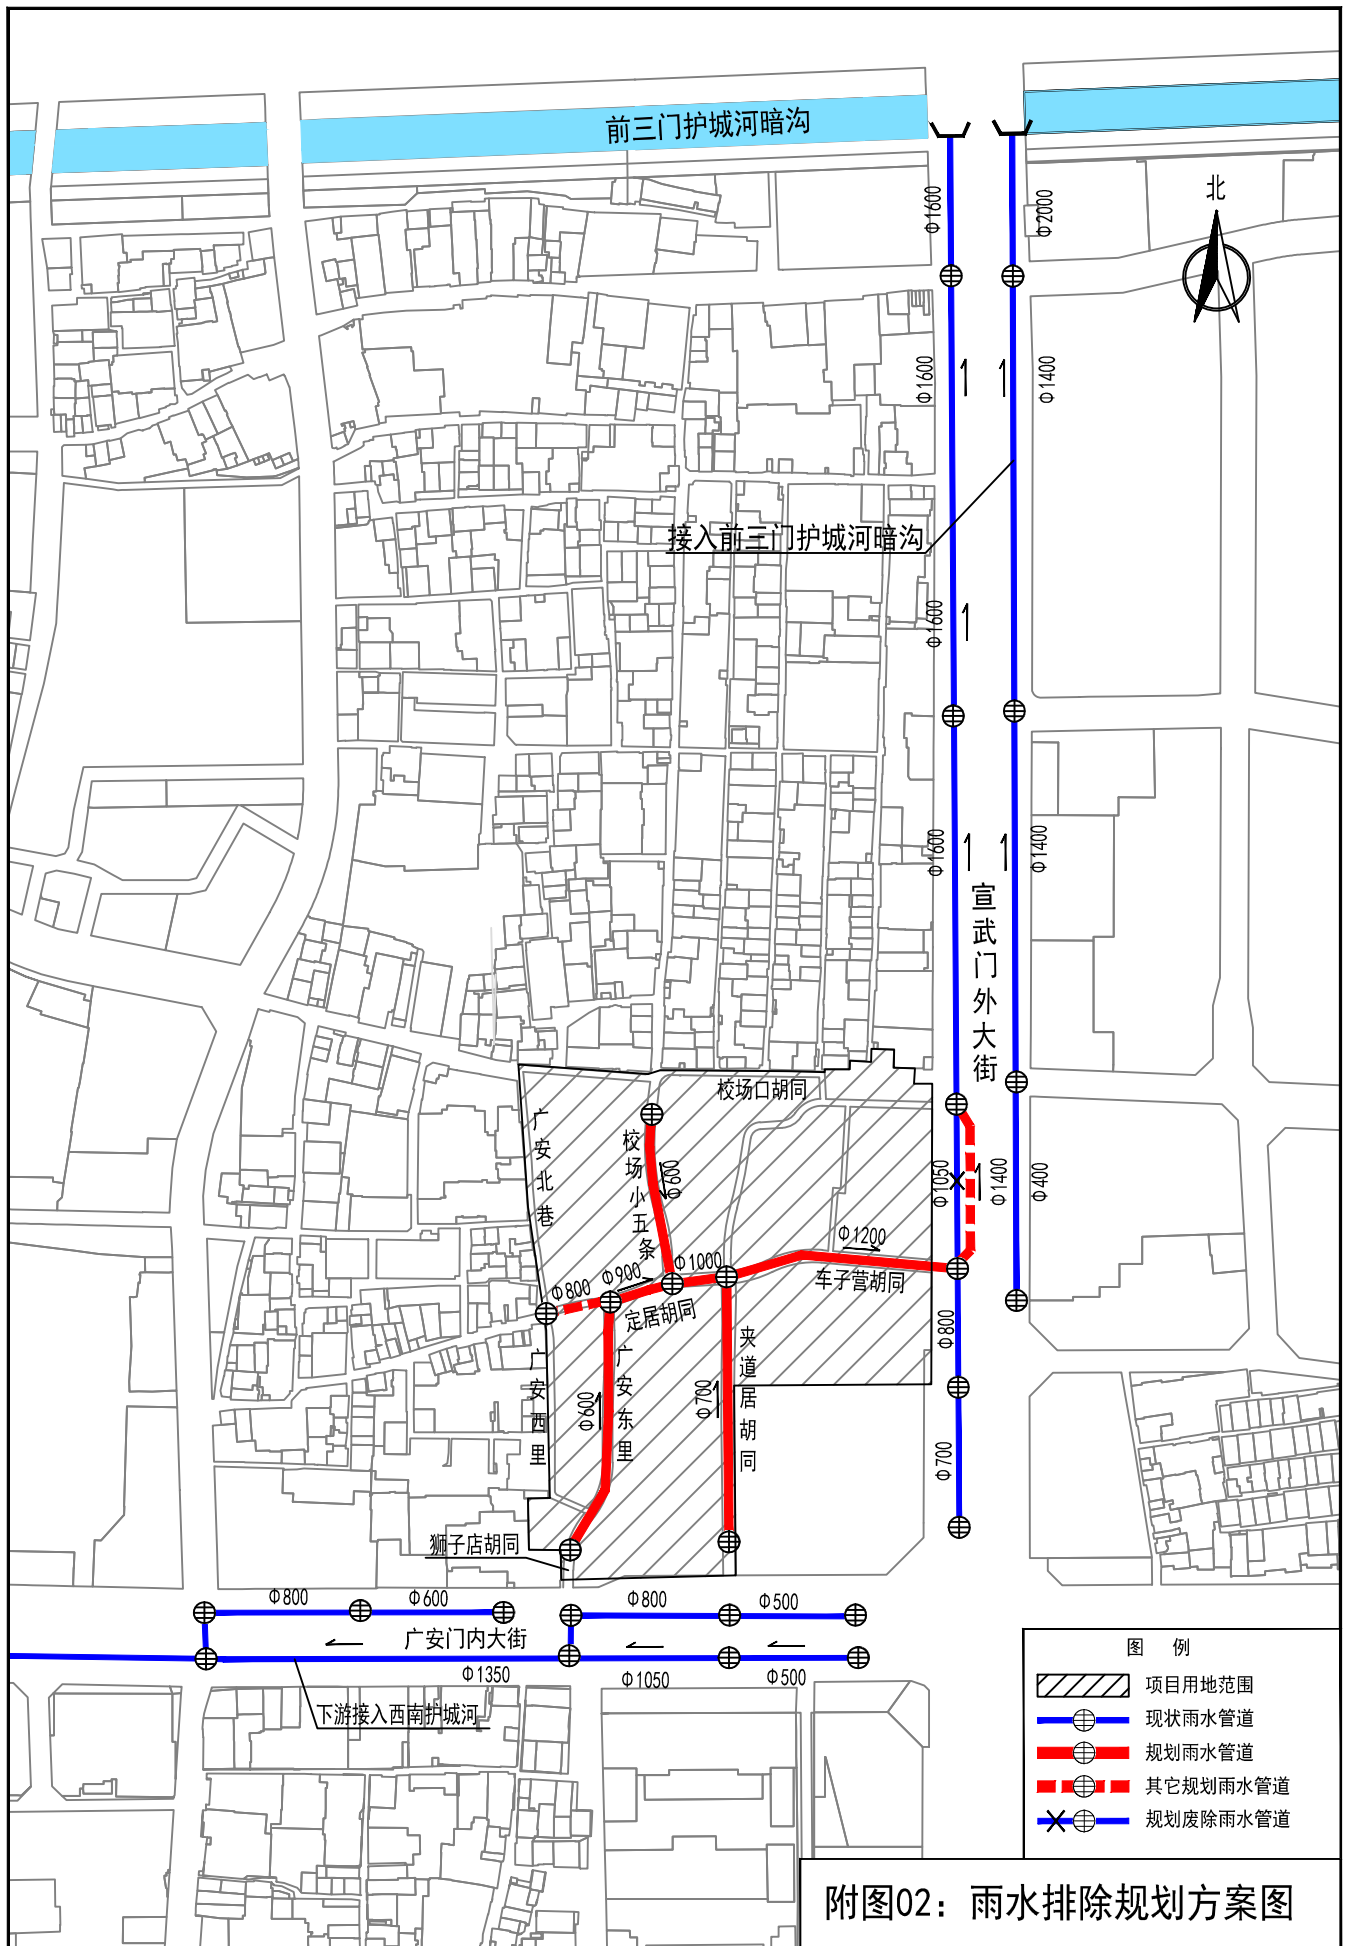 前三门护城河暗沟
北
Φ1600
Φ2000
Φ1600
Φ1400
接入前三门护城河暗沟
Φ1600
Φ1600
Φ1400
宣武门外大街
校场口胡同
广安北巷
校场小五条
Φ600
Φ1050
Φ1400
Φ400
Φ1200
车子营胡同
Φ1000
Φ900
Φ800
定居胡同
Φ800
夹道居胡同
广安西里
广安东里
Φ600
Φ700
Φ700
狮子店胡同
Φ800
Φ600
Φ800
Φ500
广安门内大街
Φ1350
Φ1050
Φ500
下游接入西南护城河
图 例
项目用地范围
现状雨水管道
规划雨水管道
其它规划雨水管道
规划废除雨水管道
附图02：雨水排除规划方案图